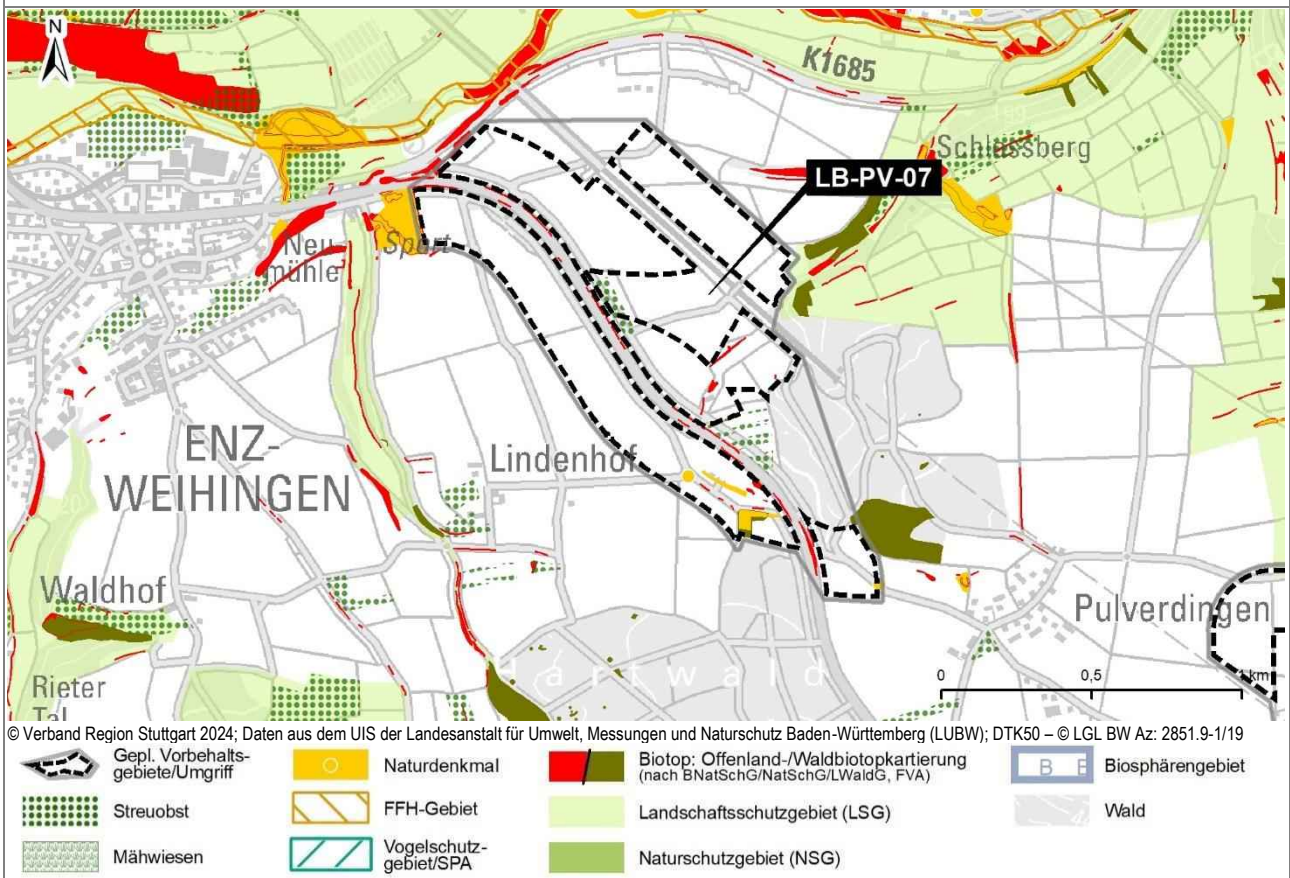 N
K1685
Schlossberg
LB-PV-07
Neu-
mühle
Sport
ENZ-
WEIHINGEN
Lindenhof
Waldhof
Pulverdingen
Rieter
Tal
artwald
0 0,5 1 km
© Verband Region Stuttgart 2024; Daten aus dem UIS der Landesanstalt für Umwelt, Messungen und Naturschutz Baden-Württemberg (LUBW); DTK50 – © LGL BW Az: 2851.9-1/19
Gepl. Vorbehalts-
gebiete/Umgriff
Naturdenkmal
Biotop: Offenland-/Waldbiotopkartierung
(nach BNatSchG/NatSchG/LWaldG, FVA)
B B
Biosphärengebiet
Streuobst
FFH-Gebiet
Landschaftsschutzgebiet (LSG)
Wald
Mähwiesen
Vogelschutz-
gebiet/SPA
Naturschutzgebiet (NSG)